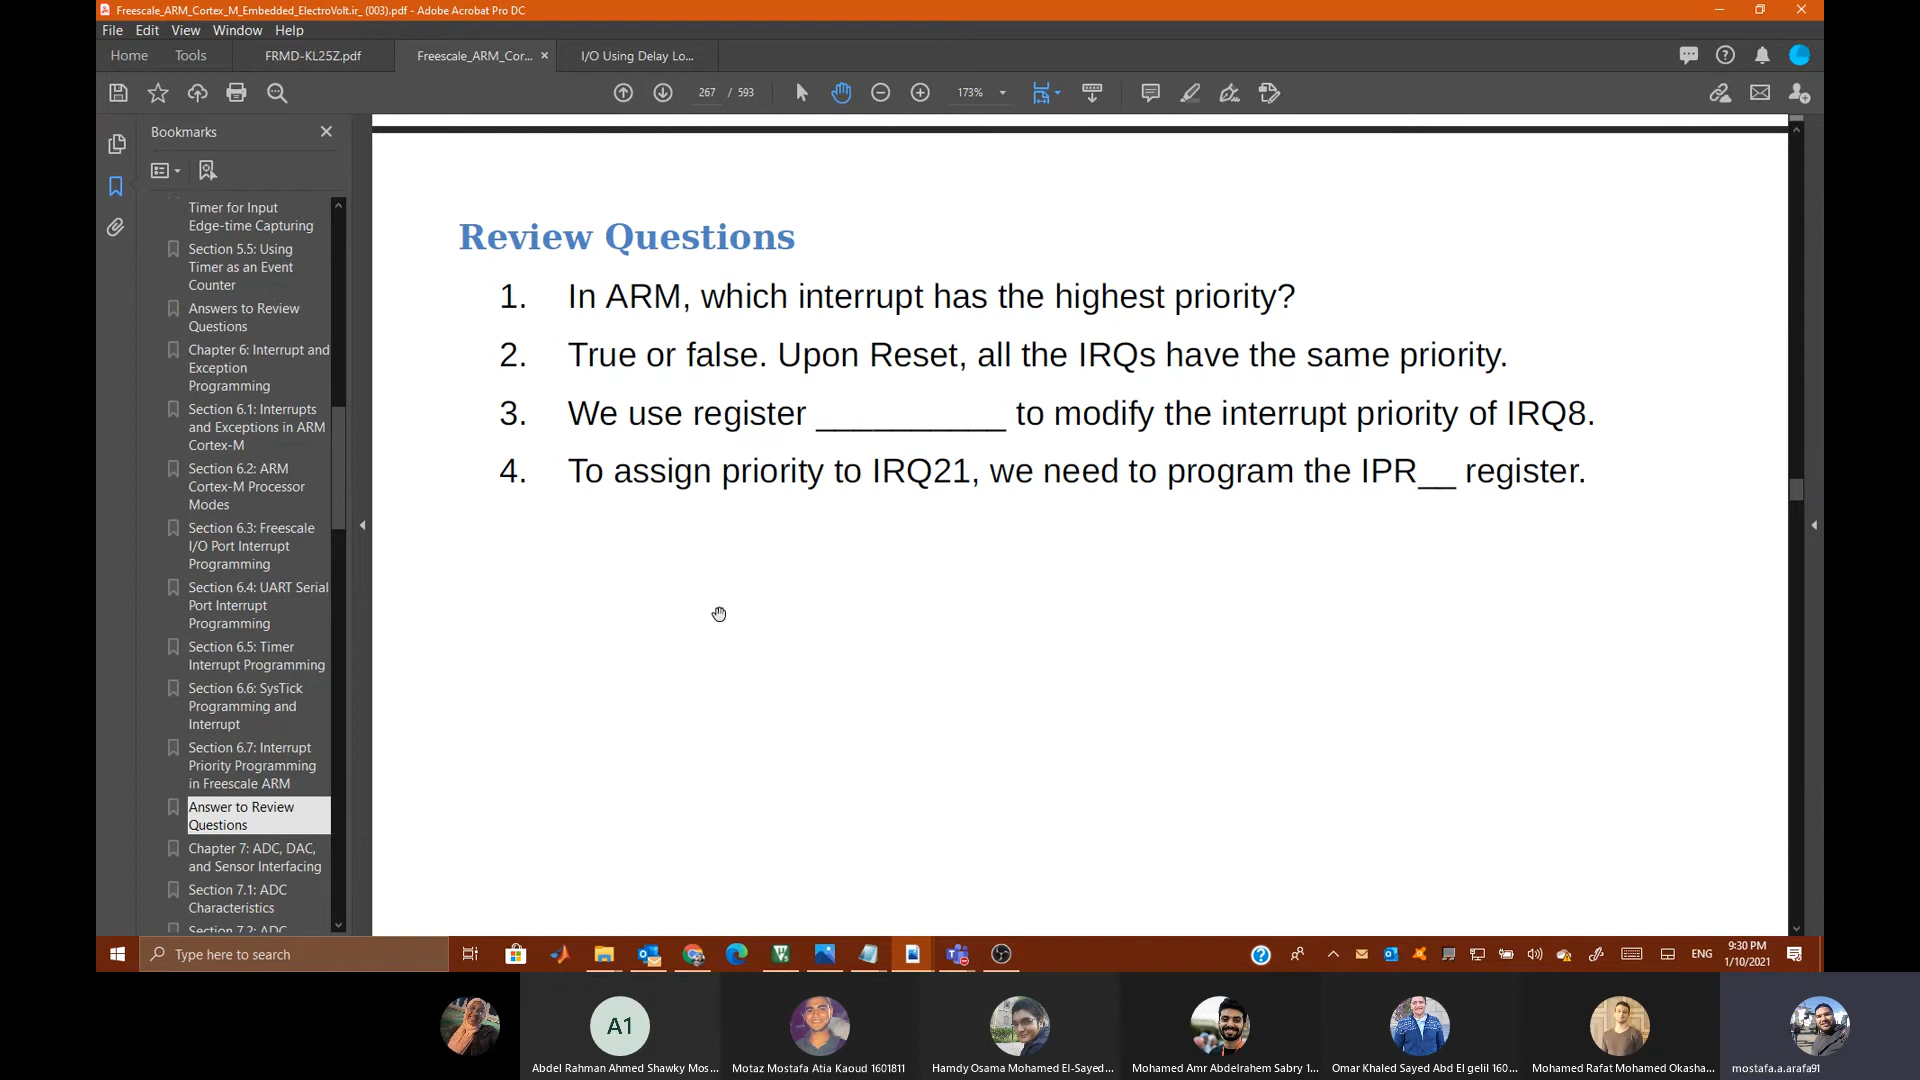 Freescale_ARM_Cortex_M_Embedded_ElectroVolt.ir_ (003).pdf - Adobe Acrobat Pro DC
File Edit View Window Help
Home Tools FRMD-KL25Z.pdf Freescale_ARM_Cor... × I/O Using Delay Lo...
267 / 593 173%
Bookmarks
Timer for Input
Edge-time Capturing
Section 5.5: Using
Timer as an Event
Counter
Answers to Review
Questions
Chapter 6: Interrupt and
Exception
Programming
Section 6.1: Interrupts
and Exceptions in ARM
Cortex-M
Section 6.2: ARM
Cortex-M Processor
Modes
Section 6.3: Freescale
I/O Port Interrupt
Programming
Section 6.4: UART Serial
Port Interrupt
Programming
Section 6.5: Timer
Interrupt Programming
Section 6.6: SysTick
Programming and
Interrupt
Section 6.7: Interrupt
Priority Programming
in Freescale ARM
Answer to Review
Questions
Chapter 7: ADC, DAC,
and Sensor Interfacing
Section 7.1: ADC
Characteristics
Section 7.2: ADC
Review Questions
1. In ARM, which interrupt has the highest priority?
2. True or false. Upon Reset, all the IRQs have the same priority.
3. We use register __________ to modify the interrupt priority of IRQ8.
4. To assign priority to IRQ21, we need to program the IPR__ register.
Type here to search
ENG
9:30 PM
1/10/2021
A1
Abdel Rahman Ahmed Shawky Mos... Motaz Mostafa Atia Kaoud 1601811 Hamdy Osama Mohamed El-Sayed... Mohamed Amr Abdelrahem Sabry 1... Omar Khaled Sayed Abd El gelil 160... Mohamed Rafat Mohamed Okasha... mostafa.a.arafa91